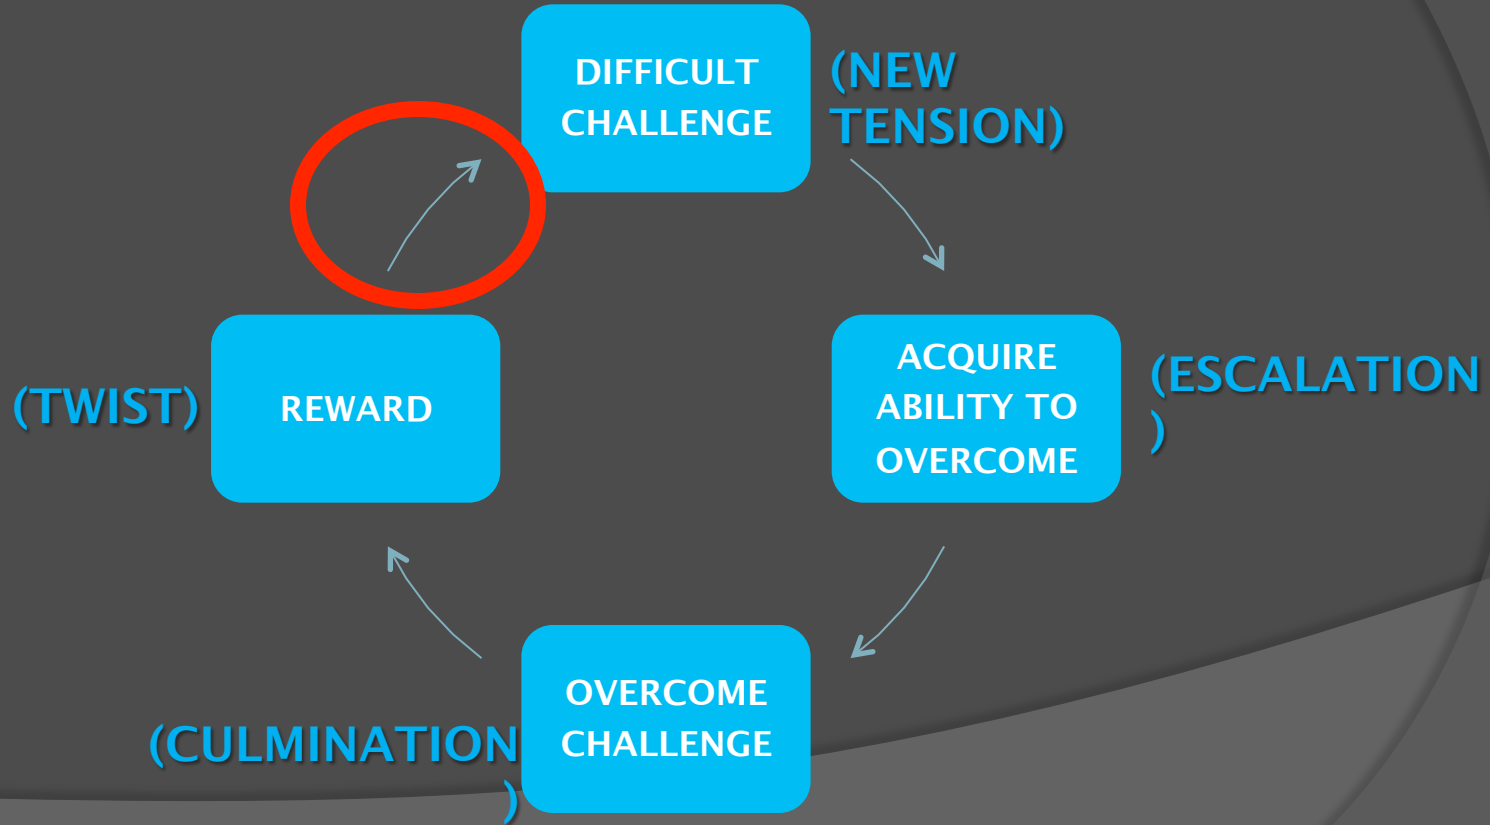 DIFFICULT
CHALLENGE
(NEW
TENSION)
ACQUIRE
ABILITY TO
OVERCOME
(ESCALATION
)
OVERCOME
CHALLENGE
(CULMINATION
)
REWARD
(TWIST)